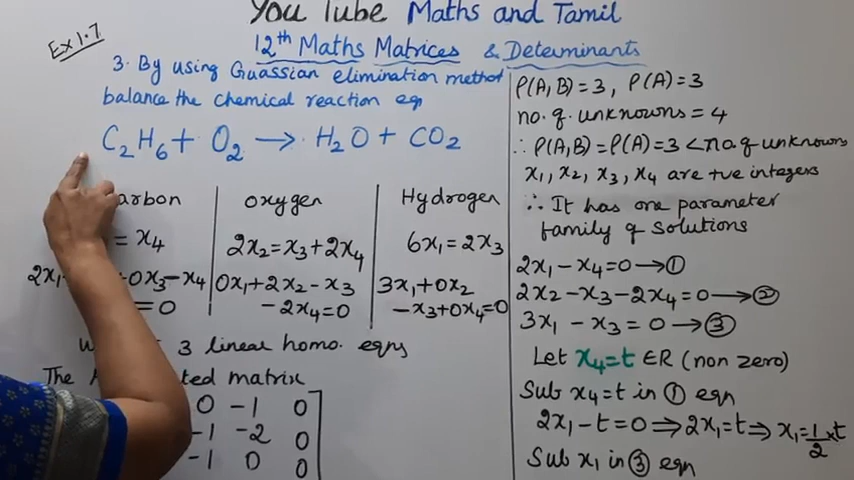 You Tube Maths and Tamil
Ex 1.7
12th Maths Matrices & Determinants
3. By using Guassian elimination method
balance the chemical reaction eqn
C2H6 + O2 → H2O + CO2
arbon
= x4
+0x3-x4
=0
Oxygen
2x2=x3+2x4
0x1+2x2-x3
-2x4=0
Hydrogen
6x1=2x3
3x1+0x2
-x3+0x4=0
3 linear homo. eqns
The matrix
0 -1 0
-1 -2 0
-1 0 0
ρ(A,B)=3, ρ(A)=3
no. of unknowns = 4
∴ ρ(A,B)=ρ(A)=3<no. of unknowns
x1, x2, x3, x4 are +ve integers
∴ It has one parameter
family of solutions
2x1-x4=0 → ①
2x2-x3-2x4=0 → ②
3x1-x3=0 → ③
Let x4=t ∈R (non zero)
Sub x4=t in ① eqn
2x1-t=0 ⇒ 2x1=t ⇒ x1=1/2×t
Sub x1 in ③ eqn